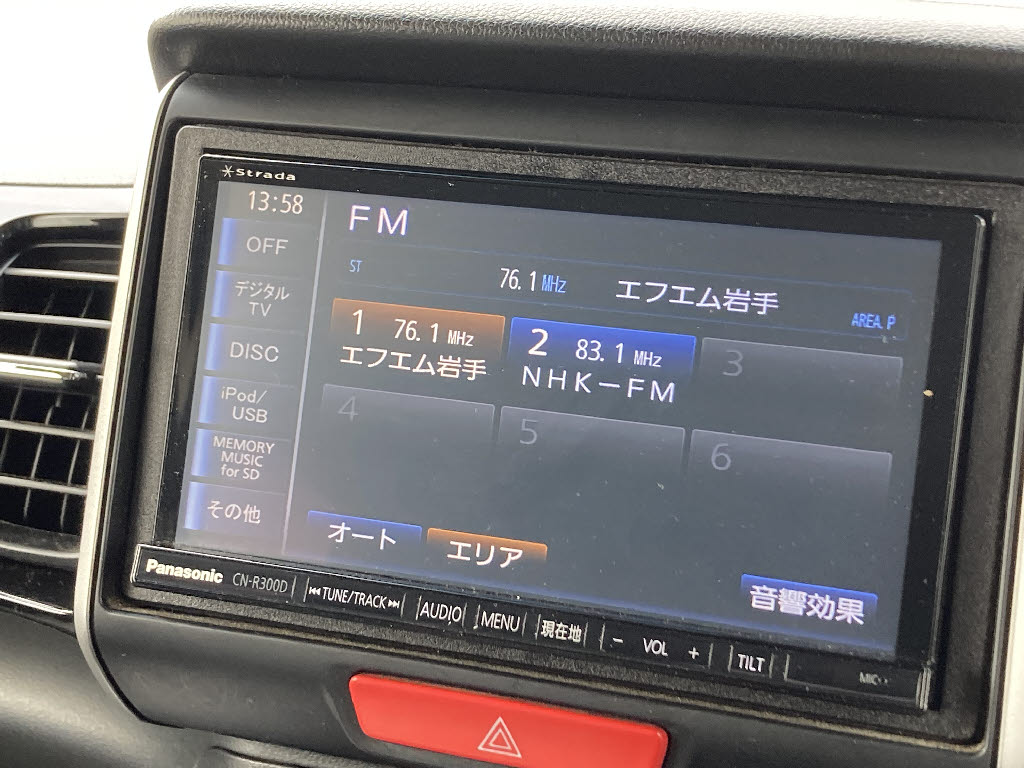 Strada
13:58
OFF
デジタル
TV
DISC
iPod/
USB
MEMORY
MUSIC
for SD
その他
FM
ST 76.1 MHz エフエム岩手 AREA P
1 76.1 MHz
エフエム岩手
2 83.1 MHz
NHK-FM
3
4
5
6
オート
エリア
音響効果
Panasonic CN-R300D ⏮TUNE/TRACK⏭ AUDIO MENU 現在地 - VOL + TILT MIC